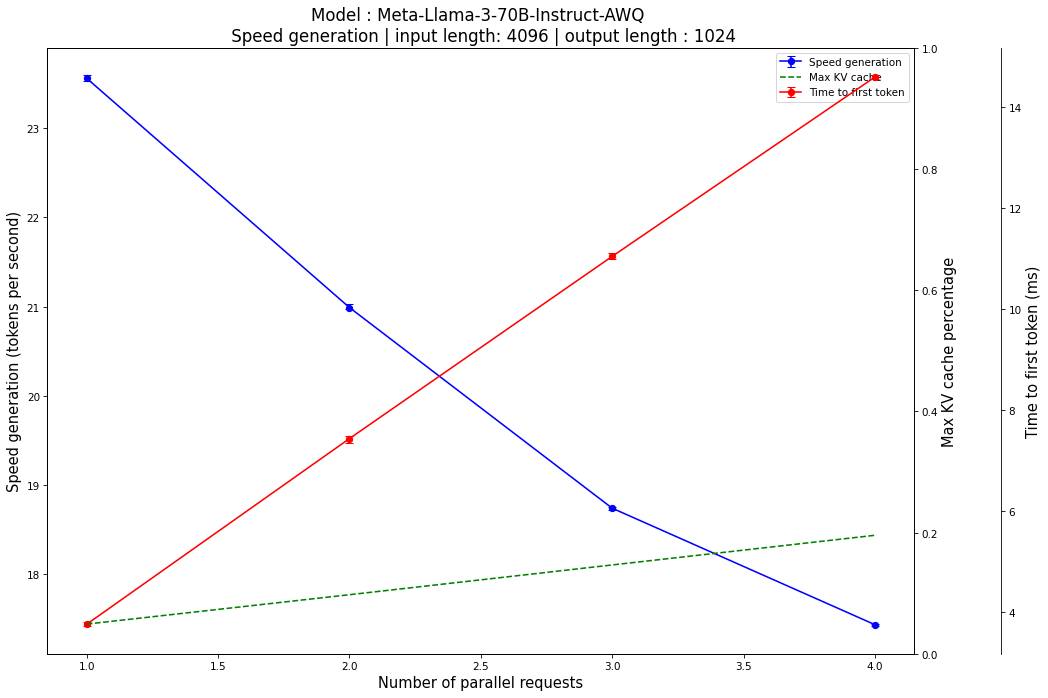 Model : Meta-Llama-3-70B-Instruct-AWQ
Speed generation | input length: 4096 | output length : 1024
Speed generation
Max KV cache
Time to first token
Speed generation (tokens per second)
23
22
21
20
19
18
1.0
1.5
2.0
2.5
3.0
3.5
4.0
Number of parallel requests
1.0
0.8
0.6
0.4
0.2
0.0
Max KV cache percentage
14
12
10
8
6
4
Time to first token (ms)